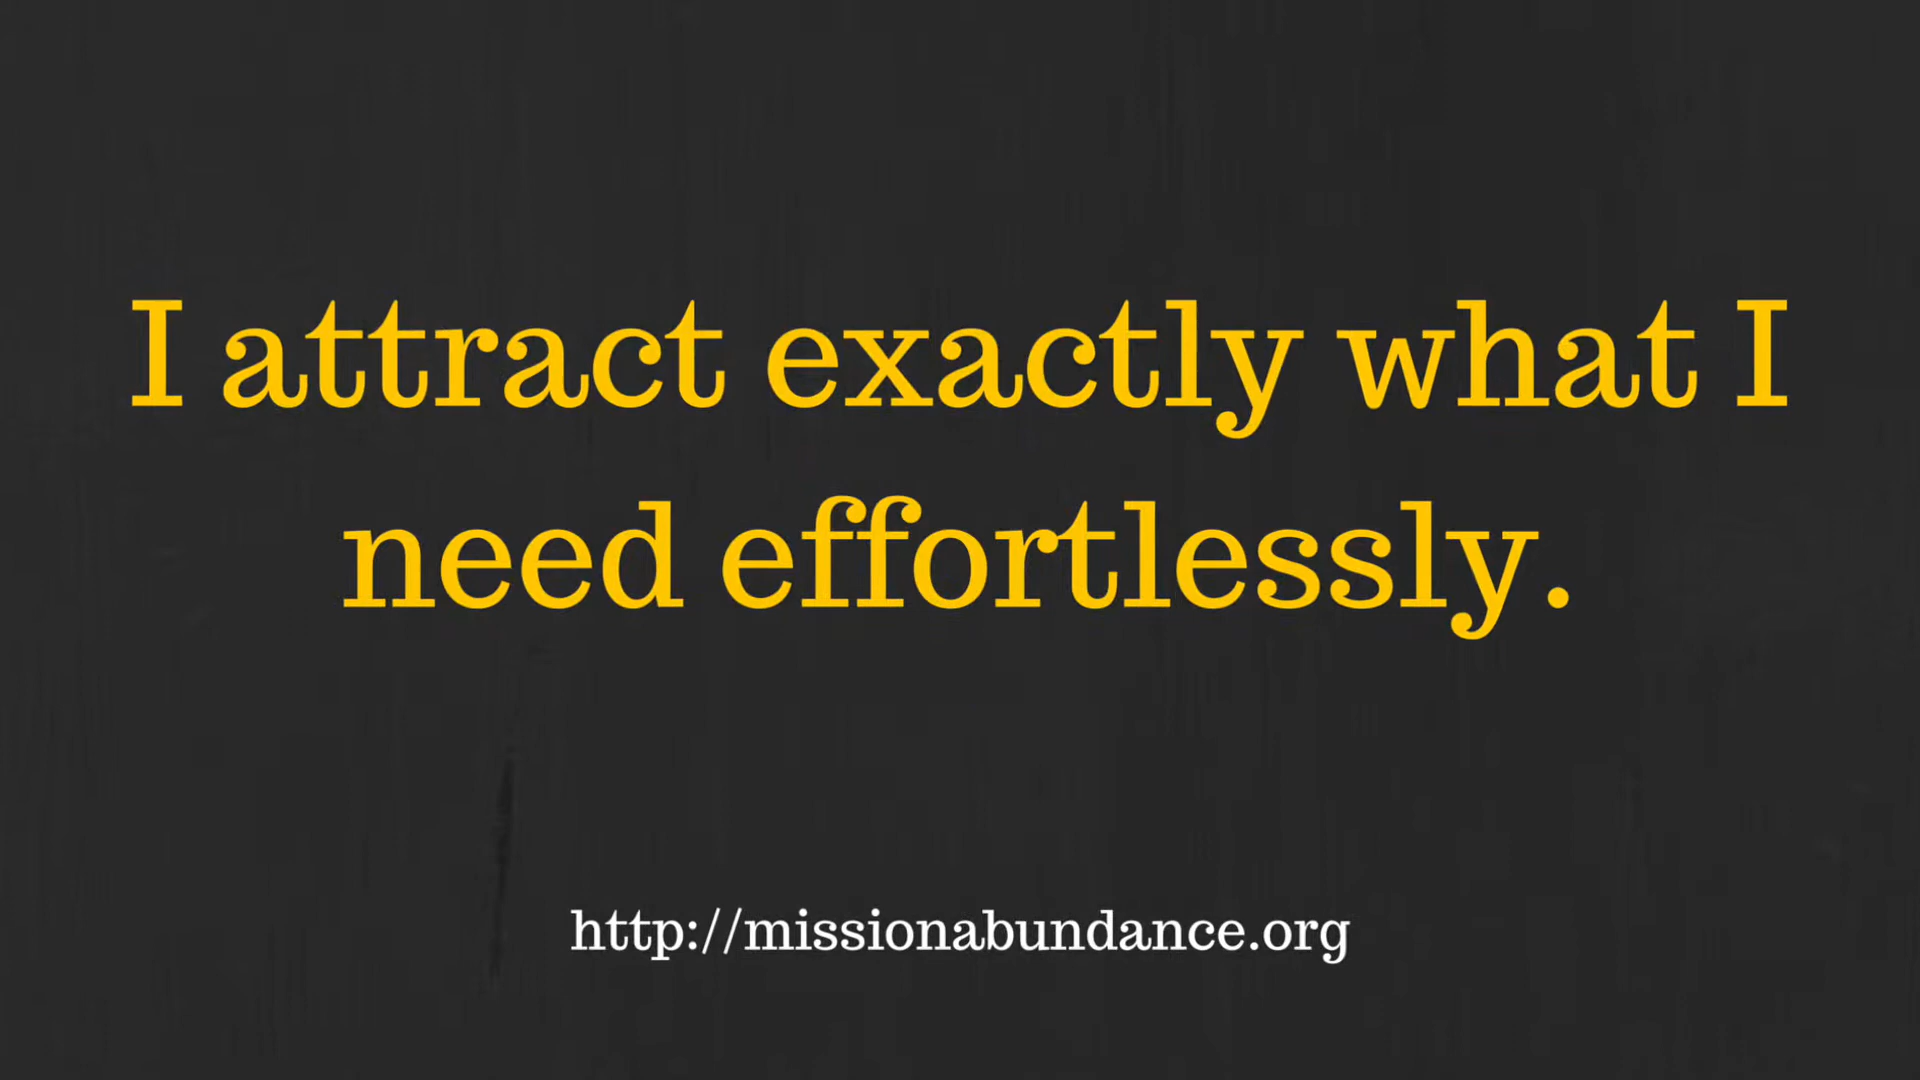 I attract exactly what I
need effortlessly.
http://missionabundance.org